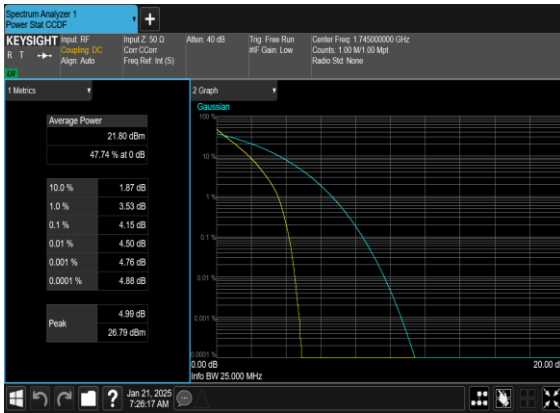 Spectrum Analyzer 1
Power Stat CCDF
+
KEYSIGHT
R T
LXI
Input: RF
Coupling: DC
Align: Auto
Input Z: 50 Ω
Corr CCorr
Freq Ref: Int (S)
Atten: 40 dB
Trig: Free Run
#IF Gain: Low
Center Freq: 1.745000000 GHz
Counts: 1.00 M/1.00 Mpt
Radio Std: None
1 Metrics
Average Power
21.80 dBm
47.74 % at 0 dB
10.0 % 1.87 dB
1.0 % 3.53 dB
0.1 % 4.15 dB
0.01 % 4.50 dB
0.001 % 4.76 dB
0.0001 % 4.88 dB
Peak
4.99 dB
26.79 dBm
2 Graph
Gaussian
100 %
10 %
1 %
0.1 %
0.01 %
0.001 %
0.0001 %
0.00 dB
20.00 d
Info BW 25.000 MHz
?
Jan 21, 2025
7:26:17 AM